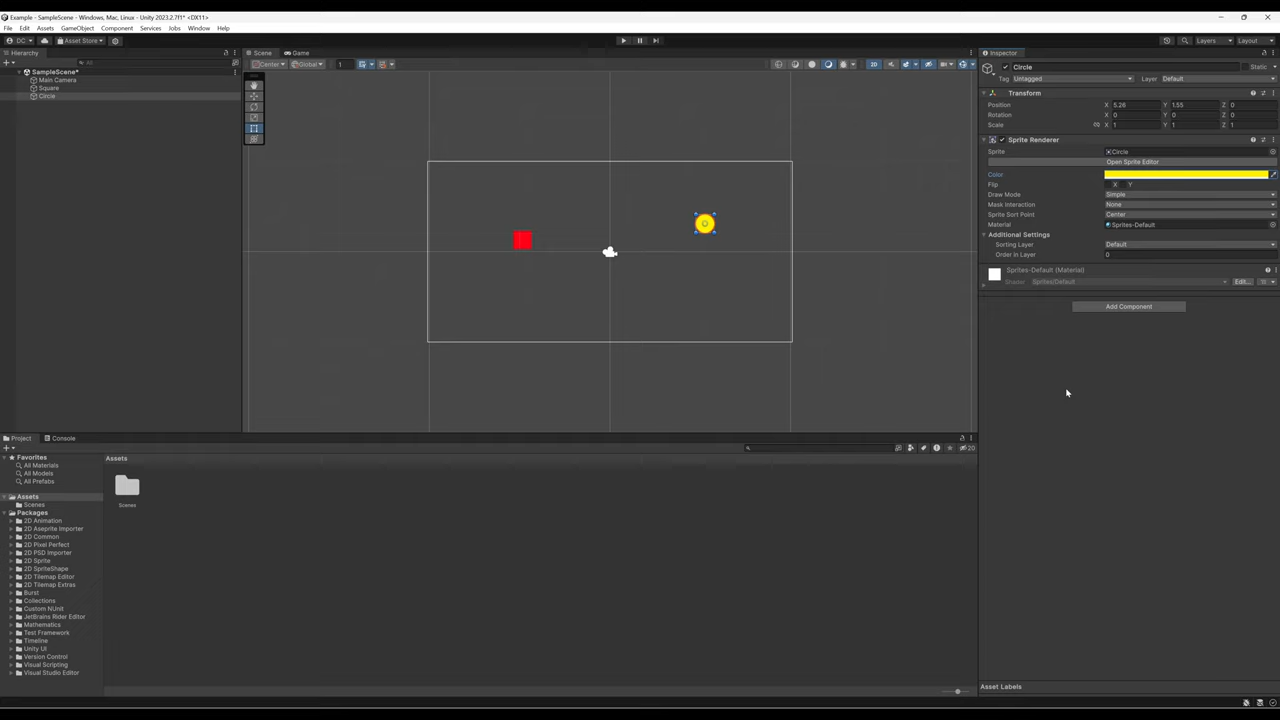 Example - SampleScene - Windows, Mac, Linux - Unity 2023.2.7f1* <DX11>
File Edit Assets GameObject Component Services Jobs Window Help
DC Asset Store
Layers Layout
Hierarchy
All
SampleScene*
Main Camera
Square
Circle
Scene Game
Center Global 1 2D
Inspector
Circle Static
Tag Untagged Layer Default
Transform
Position X 5.26 Y 1.55 Z 0
Rotation X 0 Y 0 Z 0
Scale X 1 Y 1 Z 1
Sprite Renderer
Sprite Circle
Open Sprite Editor
Color
Flip X Y
Draw Mode Simple
Mask Interaction None
Sprite Sort Point Center
Material Sprites-Default
Additional Settings
Sorting Layer Default
Order in Layer 0
Sprites-Default (Material)
Shader Sprites/Default Edit...
Add Component
Project Console
20
Favorites
All Materials
All Models
All Prefabs
Assets
Scenes
Packages
2D Animation
2D Aseprite Importer
2D Common
2D Pixel Perfect
2D PSD Importer
2D Sprite
2D SpriteShape
2D Tilemap Editor
2D Tilemap Extras
Burst
Collections
Custom NUnit
JetBrains Rider Editor
Mathematics
Test Framework
Timeline
Unity UI
Version Control
Visual Scripting
Visual Studio Editor
Assets
Scenes
Asset Labels